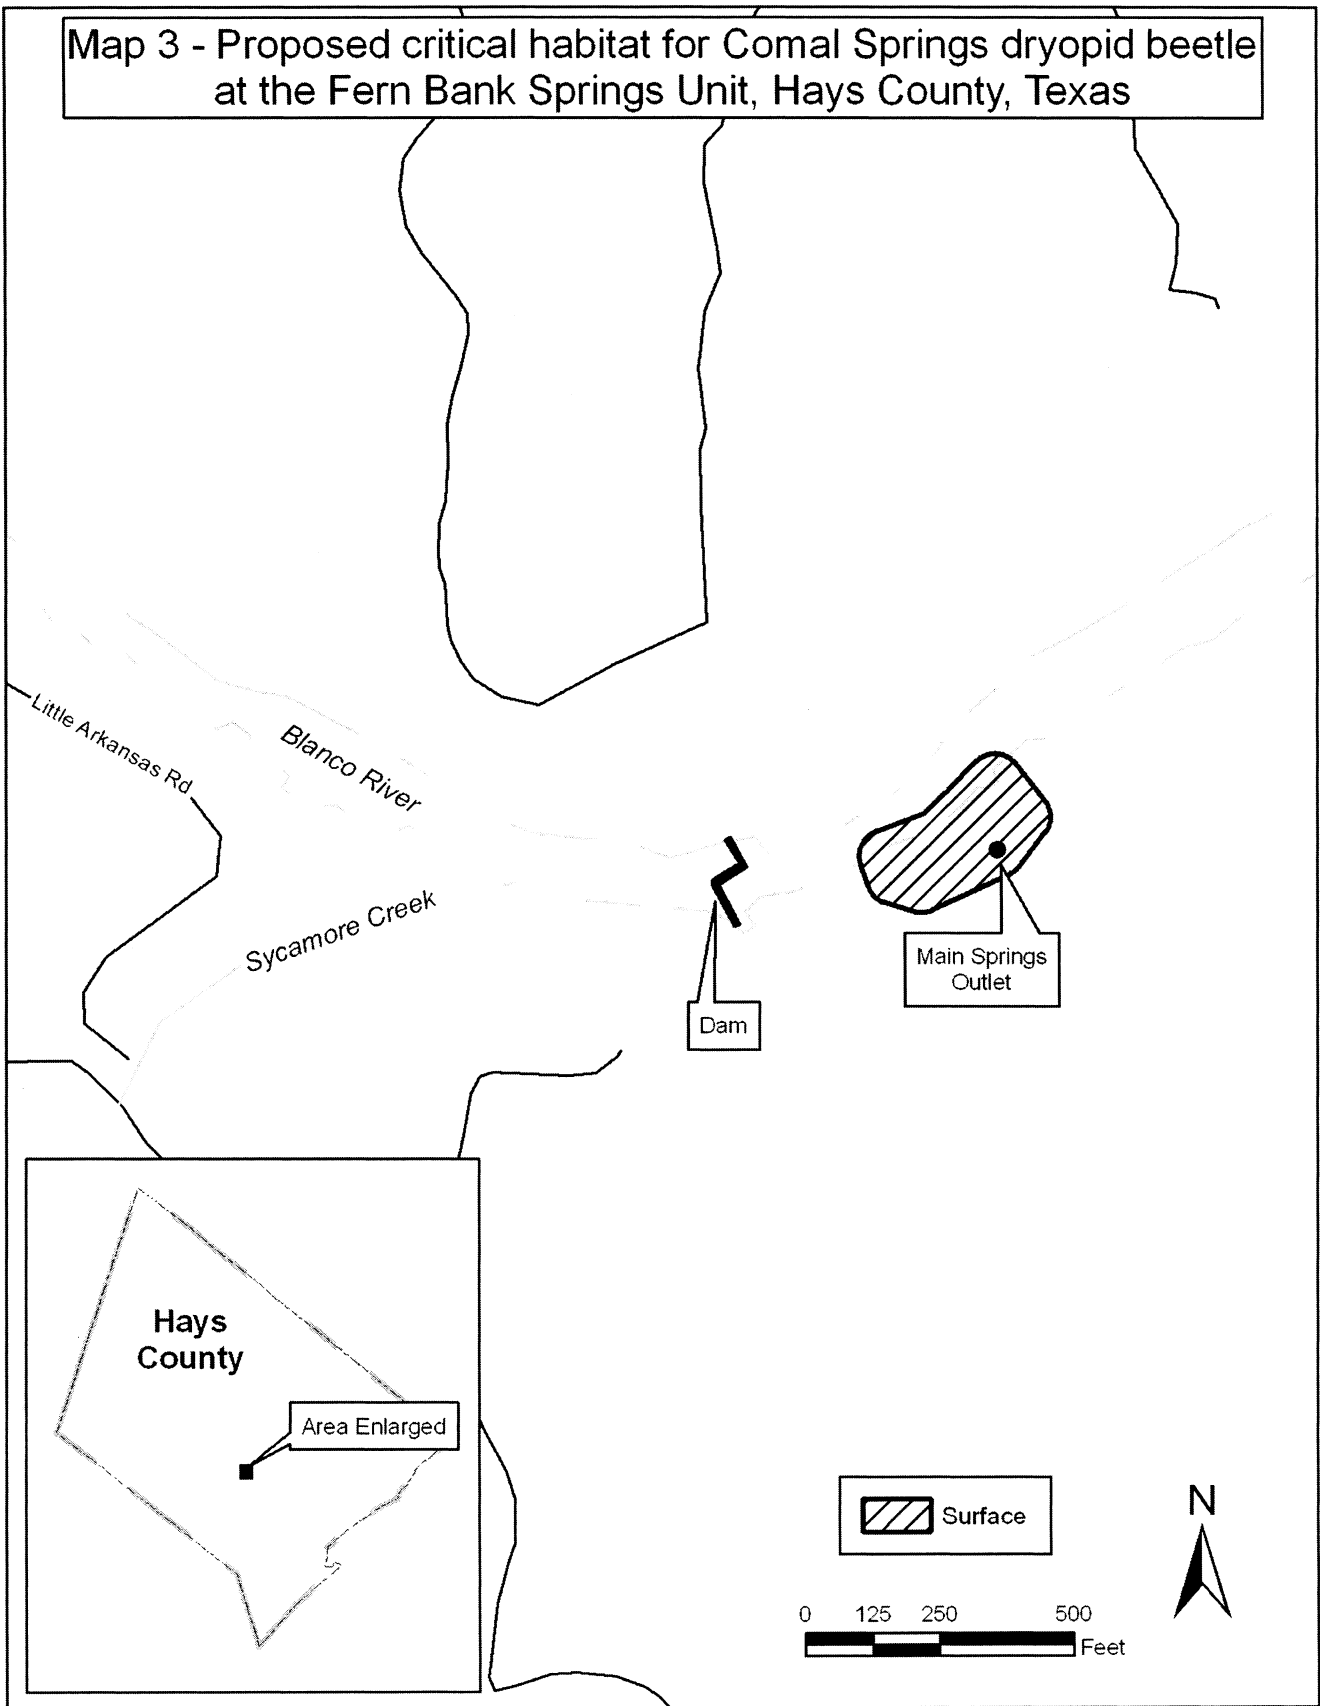 Map 3 - Proposed critical habitat for Comal Springs dryopid beetle
at the Fern Bank Springs Unit, Hays County, Texas
Little Arkansas Rd
Blanco River
Sycamore Creek
Main Springs
Outlet
Dam
Hays
County
Area Enlarged
Surface
N
0 125 250 500
Feet